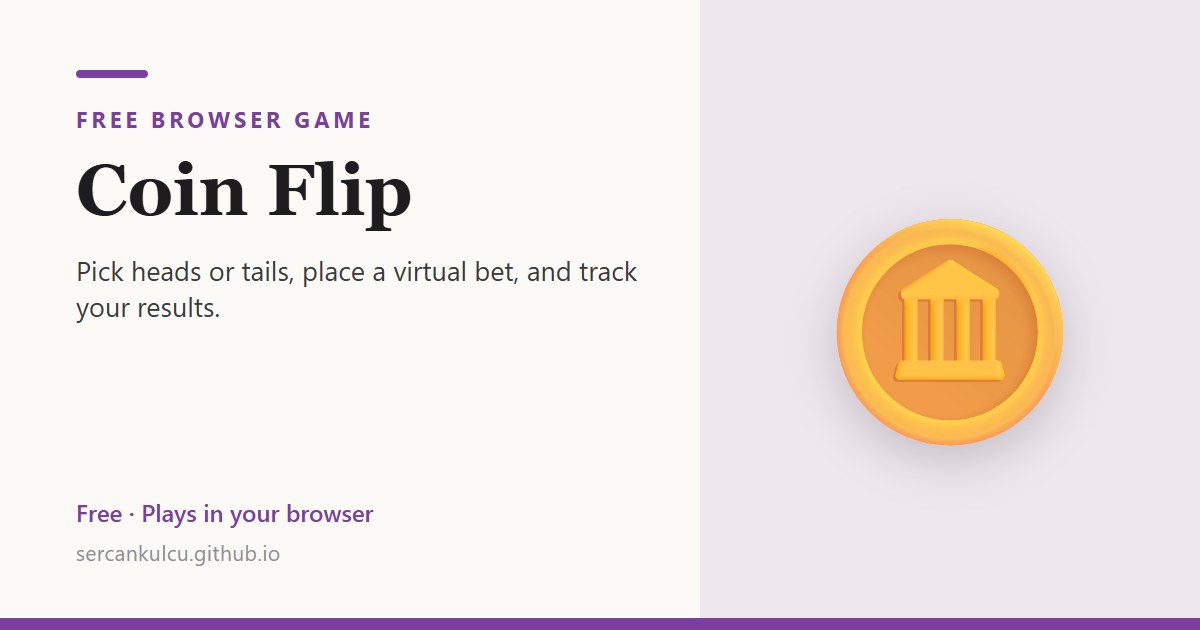 FREE BROWSER GAME
Coin Flip
Pick heads or tails, place a virtual bet, and track
your results.
Free · Plays in your browser
sercankulcu.github.io